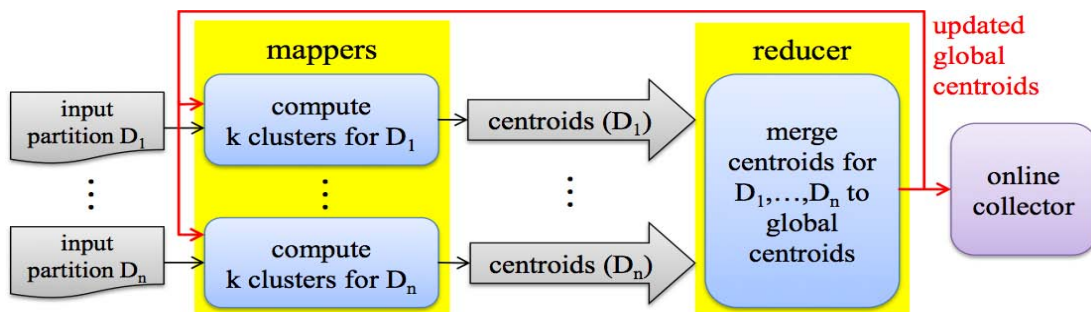 mappers
reducer
updated
global
centroids
input
partition D₁
compute
k clusters for D₁
centroids (D₁)
merge
centroids for
D₁,...,Dₙ to
global
centroids
online
collector
input
partition Dₙ
compute
k clusters for Dₙ
centroids (Dₙ)